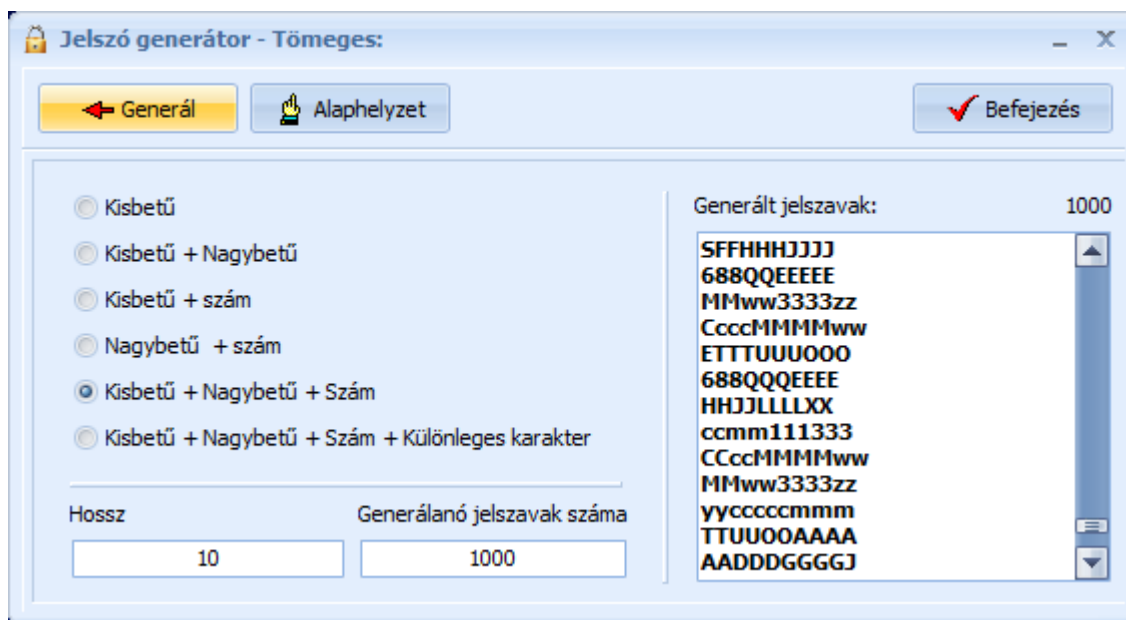 Jelszó generátor - Tömeges:
Generál
Alaphelyzet
Befejezés
Kisbetű
Kisbetű + Nagybetű
Kisbetű + szám
Nagybetű + szám
Kisbetű + Nagybetű + Szám
Kisbetű + Nagybetű + Szám + Különleges karakter
Hossz
Generálanó jelszavak száma
10
1000
Generált jelszavak: 1000
SFFHHHJJJJ
688QQEEEEE
MMww3333zz
CcccMMMMww
ETTTUUUOOO
688QQQEEEE
HHJJLLLLXX
ccmm111333
CCccMMMMww
MMww3333zz
yycccccmmm
TTUUOOAAAA
AADDDGGGGJ